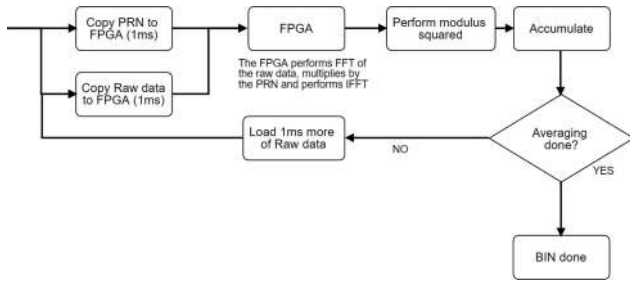 Copy PRN to
FPGA (1ms)
FPGA
Perform modulus
squared
Accumulate
The FPGA performs FFT of
the raw data, multiplies by
the PRN and performs IFFT
Copy Raw data
to FPGA (1ms)
Load 1ms more
of Raw data
NO
Averaging
done?
YES
BIN done